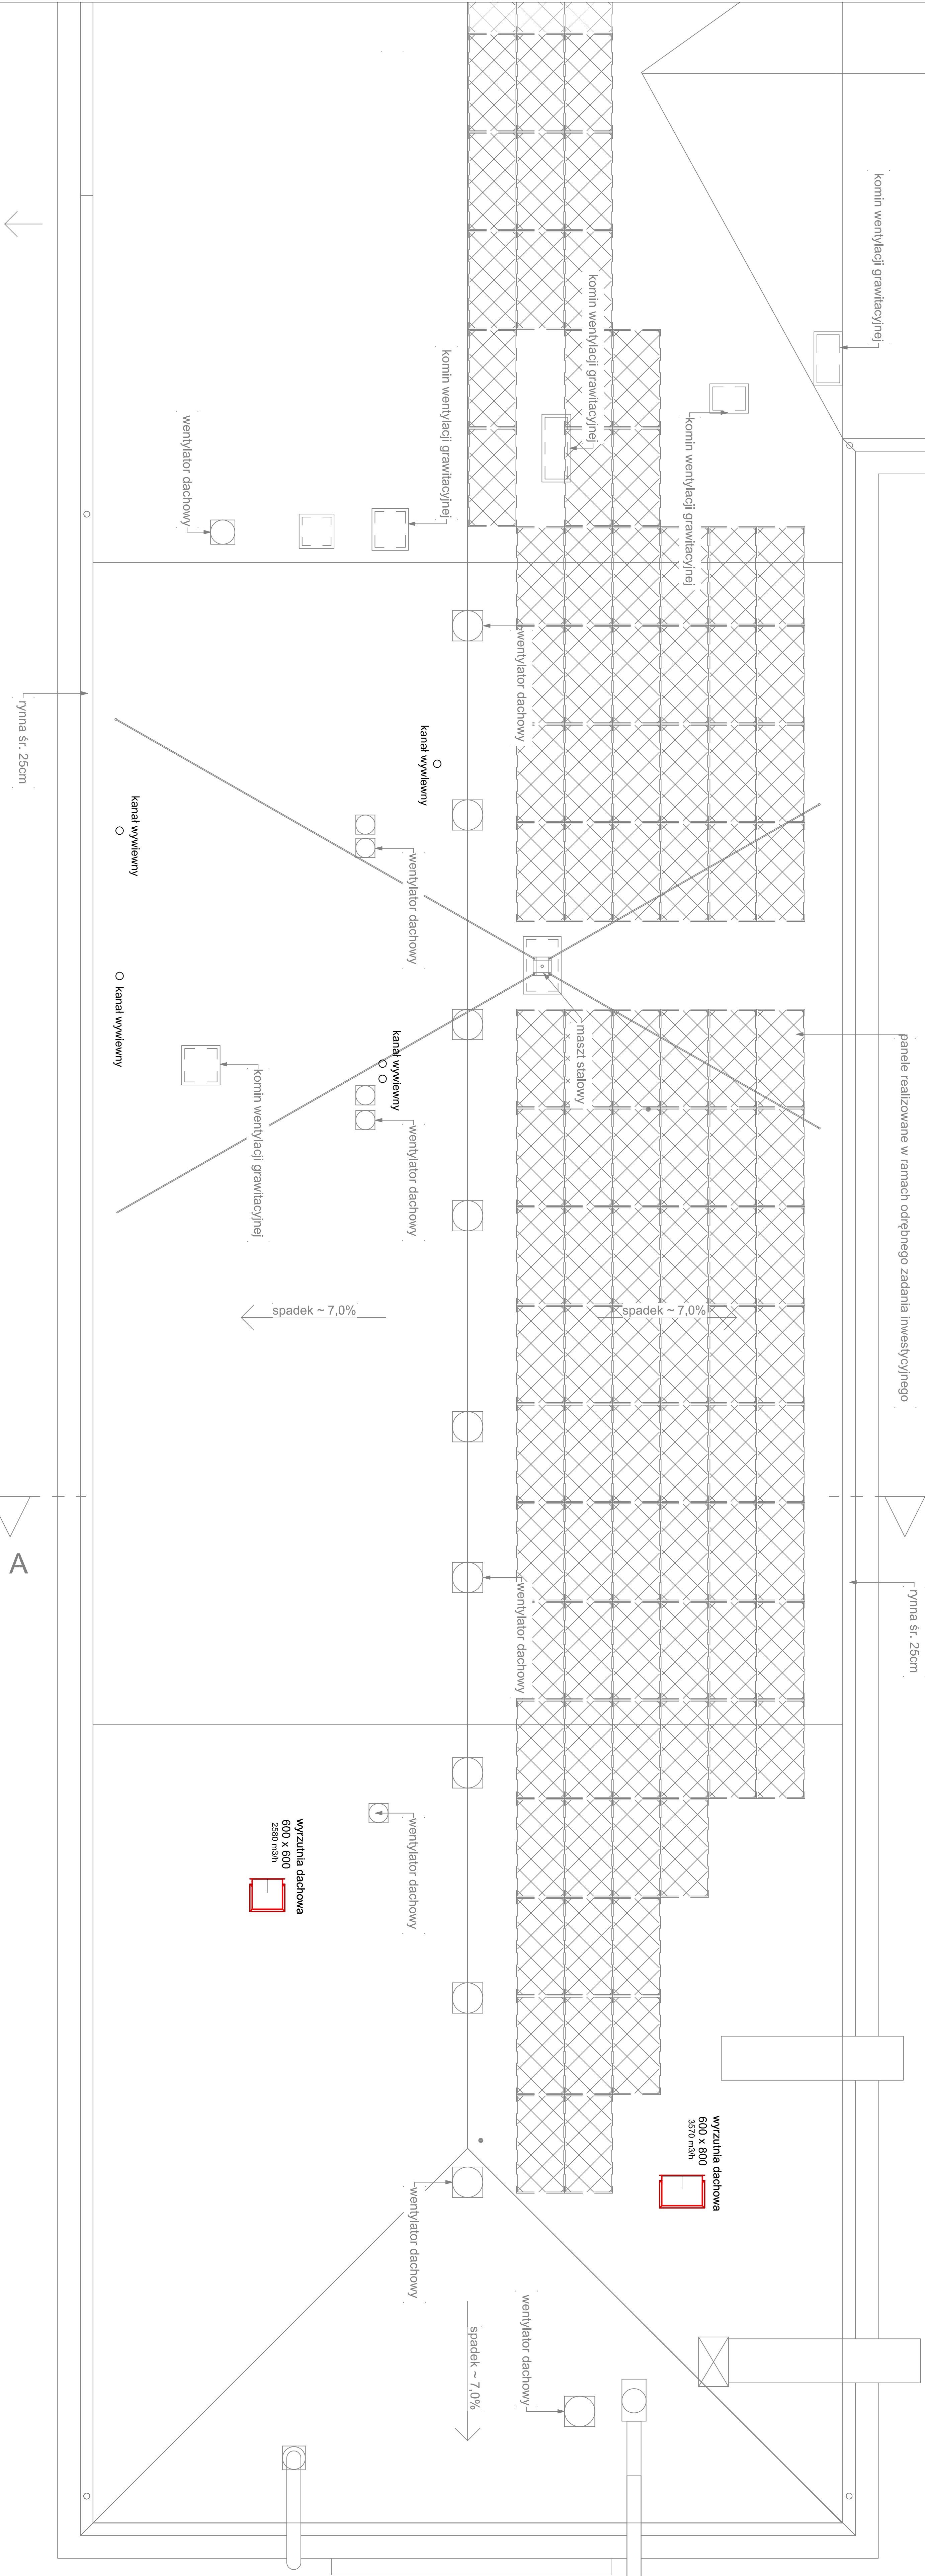 komin wentylacji grawitacyjnej
komin wentylacji grawitacyjnej
komin wentylacji grawitacyjnej
komin wentylacji grawitacyjnej
wentylator dachowy
wentylator dachowy
rynna śr. 25cm
kanał wywiewny
kanał wywiewny
wentylator dachowy
kanał wywiewny
maszt stalowy
kanał wywiewny
panele realizowane w ramach odrębnego zadania inwestycyjnego
komin wentylacji grawitacyjnej
wentylator dachowy
spadek ~ 7,0%
spadek ~ 7,0%
A
rynna śr. 25cm
wentylator dachowy
wyrzutnia dachowa
600 x 600
2580 m3/h
wentylator dachowy
wyrzutnia dachowa
600 x 800
3570 m3/h
wentylator dachowy
wentylator dachowy
spadek ~ 7,0%